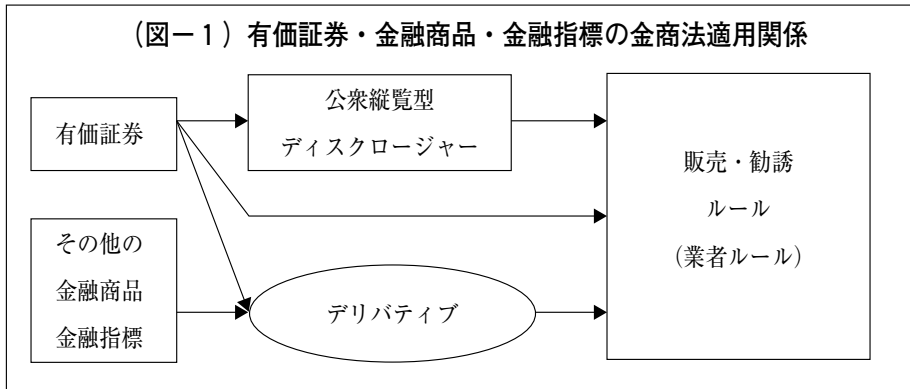 (図－1）有価証券・金融商品・金融指標の金商法適用関係
有価証券
公衆縦覧型
ディスクロージャー
販売・勧誘
ルール
（業者ルール）
その他の
金融商品
金融指標
デリバティブ